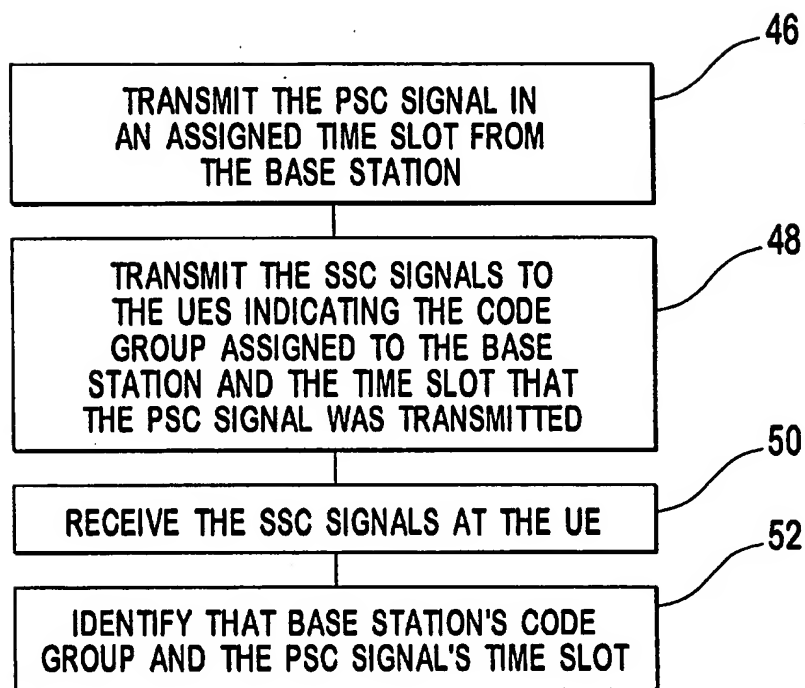 46
TRANSMIT THE PSC SIGNAL IN
AN ASSIGNED TIME SLOT FROM
THE BASE STATION
48
TRANSMIT THE SSC SIGNALS TO
THE UES INDICATING THE CODE
GROUP ASSIGNED TO THE BASE
STATION AND THE TIME SLOT THAT
THE PSC SIGNAL WAS TRANSMITTED
50
RECEIVE THE SSC SIGNALS AT THE UE
52
IDENTIFY THAT BASE STATION'S CODE
GROUP AND THE PSC SIGNAL'S TIME SLOT